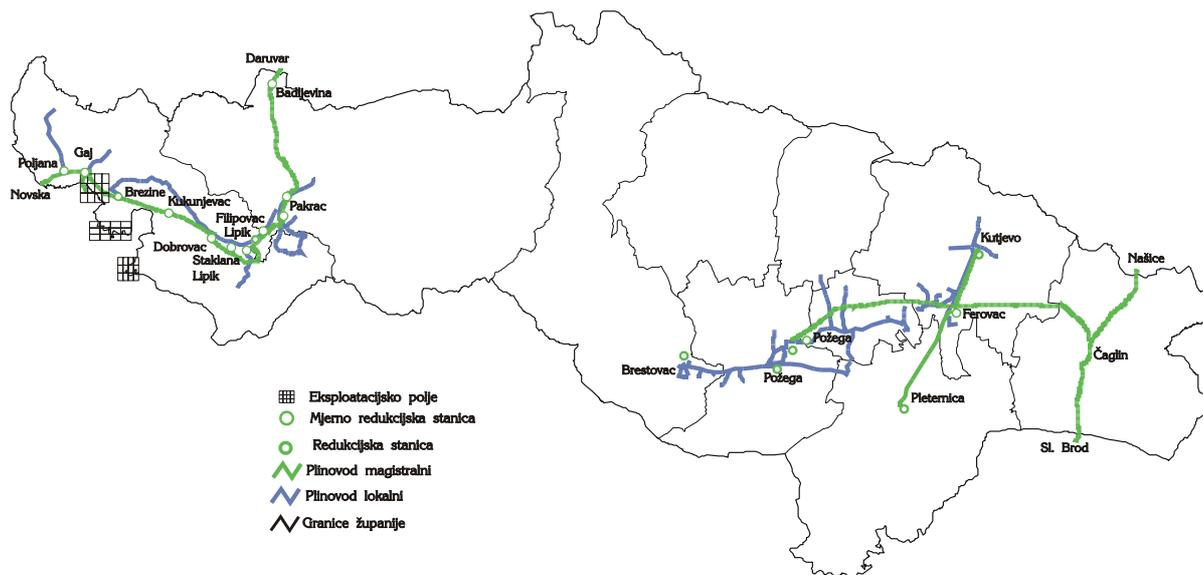 Daruvar
Badljevina
Poljana
Gaj
Novska
Brezine
Kukunjevac
Filipovac
Lipik
Pakrac
Dobrovac
Staklana
Lipik
Kutjevo
Našice
Ferovac
Požega
Brestovac
Požega
Čaglin
Pleternica
Sl. Brod
Eksploatacijsko polje
Mjerno redukcijska stanica
Redukcijska stanica
Plinovod magistralni
Plinovod lokalni
Granice županije